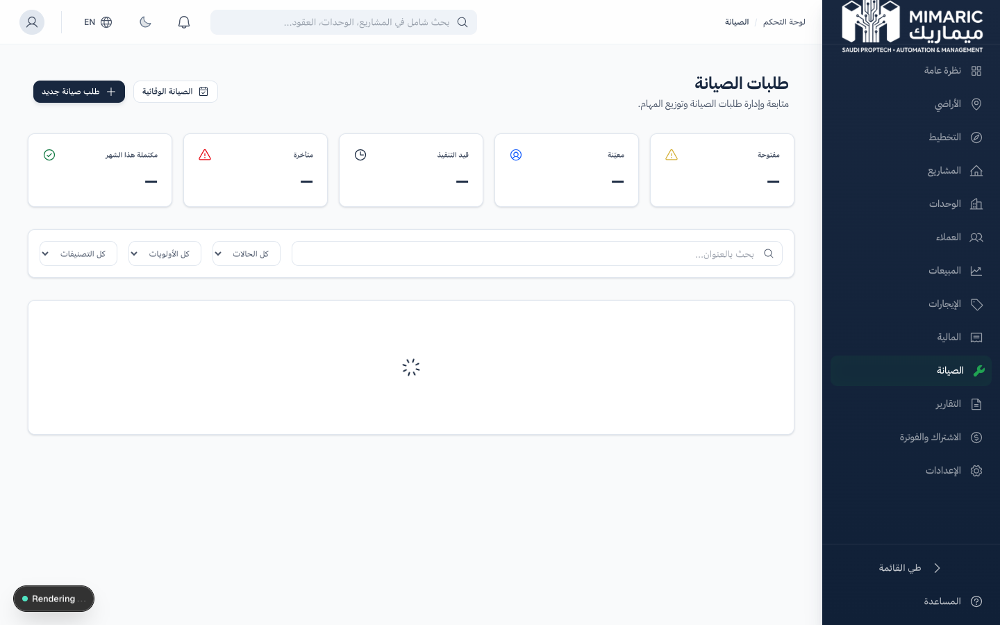 MIMARIC
ميماريك
SAUDI PROPTECH • AUTOMATION & MANAGEMENT
لوحة التحكم / الصيانة
بحث شامل في المشاريع، الوحدات، العقود...
EN
نظرة عامة
الأراضي
التخطيط
المشاريع
الوحدات
العملاء
المبيعات
الإيجارات
المالية
الصيانة
التقارير
الاشتراك والفوترة
الإعدادات
طي القائمة
المساعدة
طلبات الصيانة
متابعة وإدارة طلبات الصيانة وتوزيع المهام.
الصيانة الوقائية
طلب صيانة جديد
مفتوحة
—
معيّنة
—
قيد التنفيذ
—
متأخرة
—
مكتملة هذا الشهر
—
بحث بالعنوان...
كل الحالات
كل الأولويات
كل التصنيفات
Rendering...